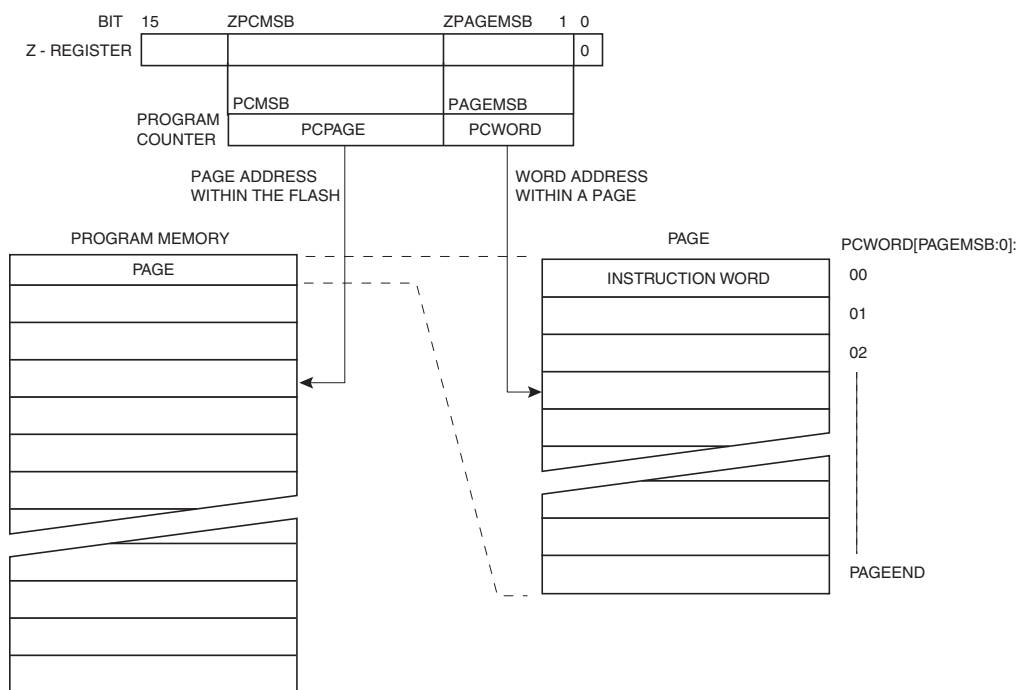 BIT 15 ZPCMSB ZPAGEMSB 1 0
Z - REGISTER 0
PCMSB PAGEMSB
PROGRAM
COUNTER
PCPAGE PCWORD
PAGE ADDRESS
WITHIN THE FLASH
WORD ADDRESS
WITHIN A PAGE
PROGRAM MEMORY
PAGE
PAGE
PCWORD[PAGEMSB:0]:
INSTRUCTION WORD
00
01
02
PAGEEND